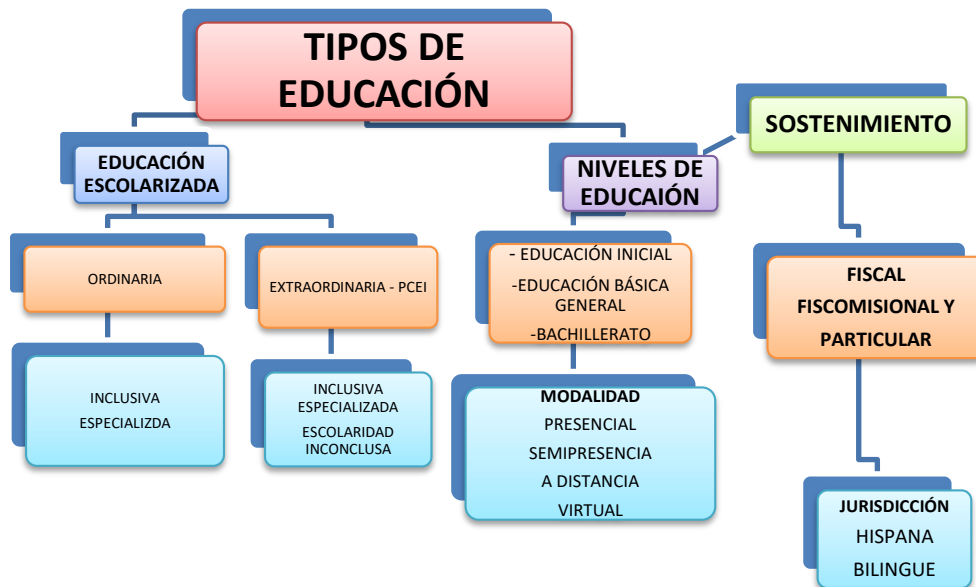 TIPOS DE
EDUCACIÓN
SOSTENIMIENTO
EDUCACIÓN
ESCOLARIZADA
NIVELES DE
EDUCAIÓN
ORDINARIA
EXTRAORDINARIA - PCEI
- EDUCACIÓN INICIAL
-EDUCACIÓN BÁSICA
GENERAL
-BACHILLERATO
FISCAL
FISCOMISIONAL Y
PARTICULAR
INCLUSIVA
ESPECIALIZDA
INCLUSIVA
ESPECIALIZADA
ESCOLARIDAD
INCONCLUSA
MODALIDAD
PRESENCIAL
SEMIPRESENCIA
A DISTANCIA
VIRTUAL
JURISDICCIÓN
HISPANA
BILINGUE